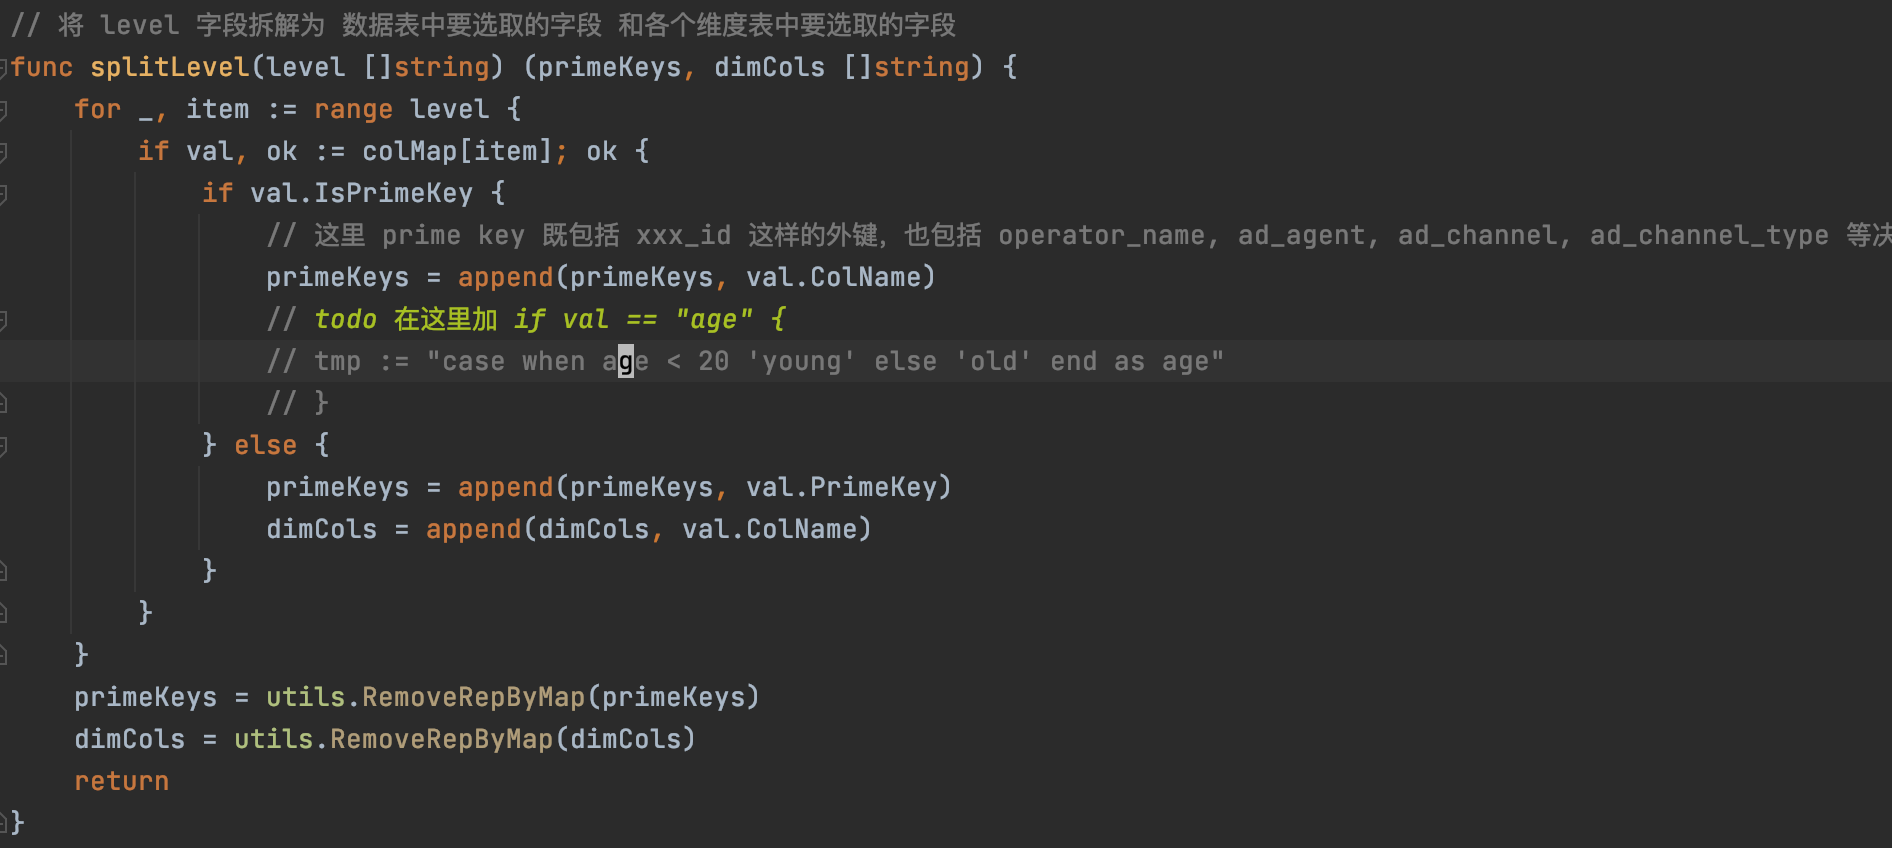 // 将 level 字段拆解为 数据表中要选取的字段 和各个维度表中要选取的字段
func splitLevel(level []string) (primeKeys, dimCols []string) {
    for _, item := range level {
        if val, ok := colMap[item]; ok {
            if val.IsPrimeKey {
                // 这里 prime key 既包括 xxx_id 这样的外键, 也包括 operator_name, ad_agent, ad_channel, ad_channel_type 等决
                primeKeys = append(primeKeys, val.ColName)
                // todo 在这里加 if val == "age" {
                // tmp := "case when age < 20 'young' else 'old' end as age"
                // }
            } else {
                primeKeys = append(primeKeys, val.PrimeKey)
                dimCols = append(dimCols, val.ColName)
            }
        }
    }
    primeKeys = utils.RemoveRepByMap(primeKeys)
    dimCols = utils.RemoveRepByMap(dimCols)
    return
}